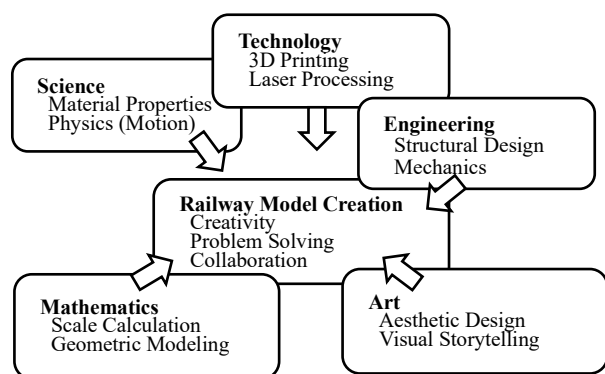 Technology
3D Printing
Laser Processing
Science
Material Properties
Physics (Motion)
Engineering
Structural Design
Mechanics
Railway Model Creation
Creativity
Problem Solving
Collaboration
Mathematics
Scale Calculation
Geometric Modeling
Art
Aesthetic Design
Visual Storytelling